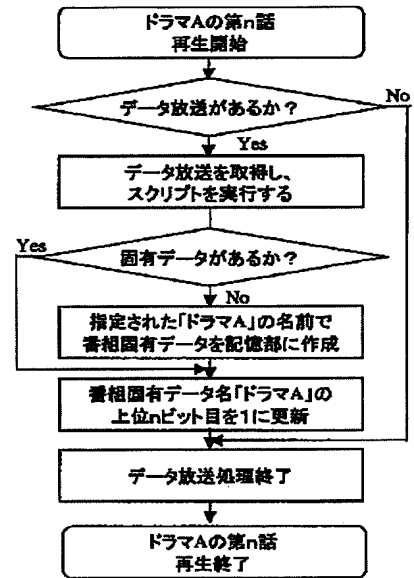 ドラマAの第n話
再生開始
データ放送があるか？
No
Yes
データ放送を取得し、
スクリプトを実行する
Yes
固有データがあるか？
No
指定された「ドラマA」の名前で
番組固有データを記憶部に作成
番組固有データ名「ドラマA」の
上位nビット目を1に更新
データ放送処理終了
ドラマAの第n話
再生終了